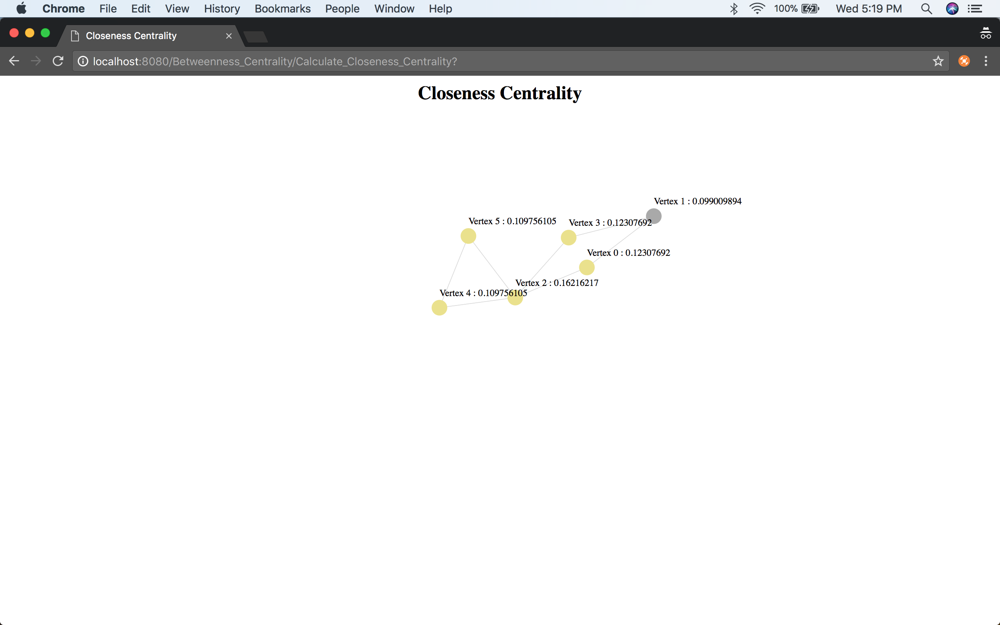 Chrome File Edit View History Bookmarks People Window Help 100% Wed 5:19 PM
Closeness Centrality
localhost:8080/Betweenness_Centrality/Calculate_Closeness_Centrality?
Closeness Centrality
Vertex 1 : 0.099009894
Vertex 5 : 0.109756105
Vertex 3 : 0.12307692
Vertex 0 : 0.12307692
Vertex 2 : 0.16216217
Vertex 4 : 0.109756105